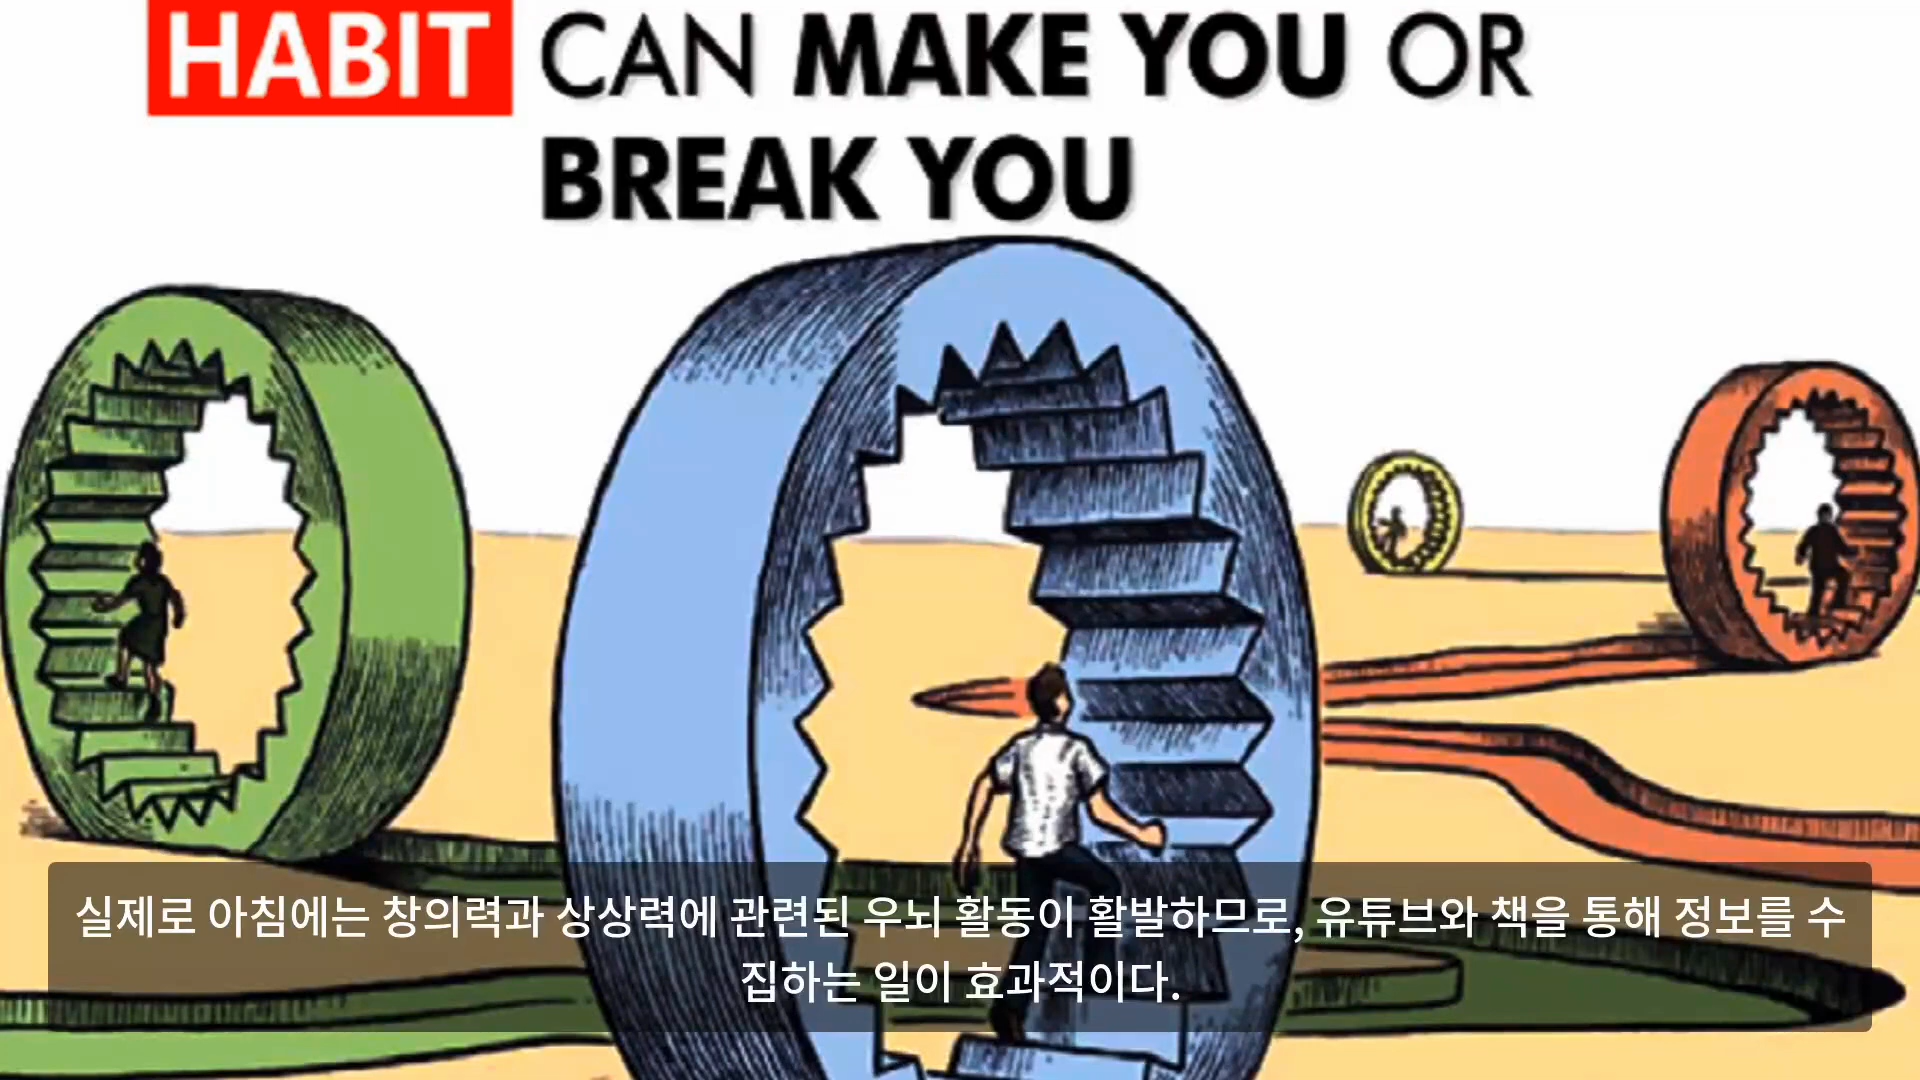 HABIT CAN MAKE YOU OR
BREAK YOU
실제로 아침에는 창의력과 상상력에 관련된 우뇌 활동이 활발하므로, 유튜브와 책을 통해 정보를 수
집하는 일이 효과적이다.